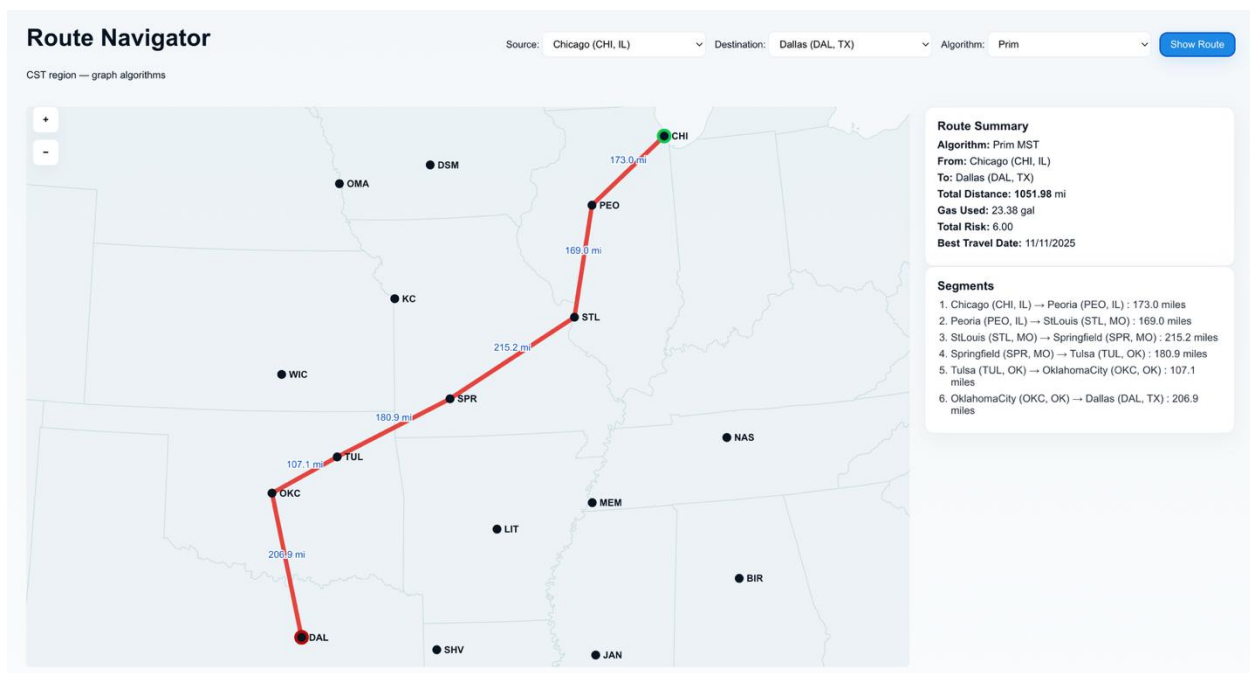 Route Navigator
Source: Chicago (CHI, IL) Destination: Dallas (DAL, TX) Algorithm: Prim Show Route
CST region — graph algorithms
+
-
CHI
173.0 mi
DSM
OMA
PEO
169.0 mi
KC
STL
215.2 mi
WIC
SPR
180.9 mi
NAS
TUL
107.1 mi
OKC
MEM
LIT
206.9 mi
BIR
DAL
SHV
JAN
Route Summary
Algorithm: Prim MST
From: Chicago (CHI, IL)
To: Dallas (DAL, TX)
Total Distance: 1051.98 mi
Gas Used: 23.38 gal
Total Risk: 6.00
Best Travel Date: 11/11/2025
Segments
1. Chicago (CHI, IL) → Peoria (PEO, IL) : 173.0 miles
2. Peoria (PEO, IL) → StLouis (STL, MO) : 169.0 miles
3. StLouis (STL, MO) → Springfield (SPR, MO) : 215.2 miles
4. Springfield (SPR, MO) → Tulsa (TUL, OK) : 180.9 miles
5. Tulsa (TUL, OK) → OklahomaCity (OKC, OK) : 107.1
miles
6. OklahomaCity (OKC, OK) → Dallas (DAL, TX) : 206.9
miles